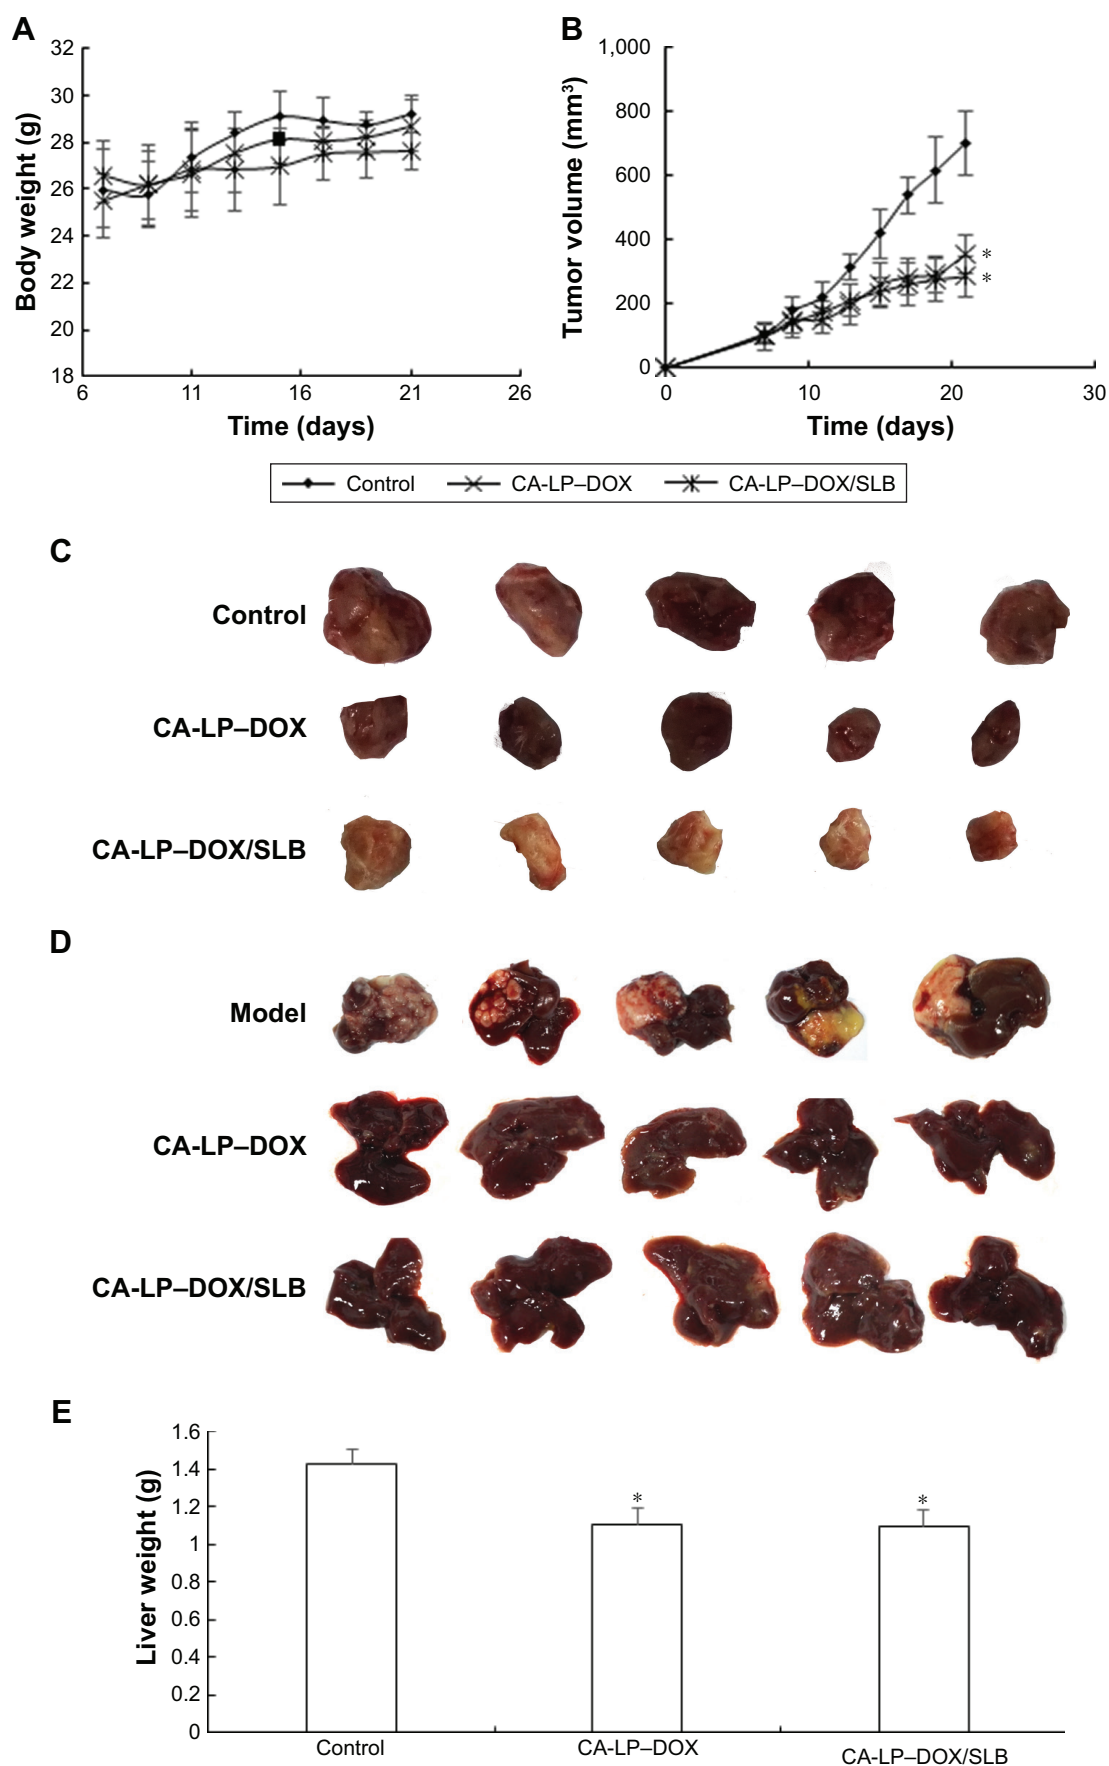 A
Body weight (g)
32
30
28
26
24
22
20
18
6 11 16 21 26
Time (days)
B
Tumor volume (mm³)
1,000
800
600
400
200
0
*
*
0 10 20 30
Time (days)
Control CA-LP–DOX CA-LP–DOX/SLB
C
Control
CA-LP–DOX
CA-LP–DOX/SLB
D
Model
CA-LP–DOX
CA-LP–DOX/SLB
E
Liver weight (g)
1.6
1.4
1.2
1
0.8
0.6
0.4
0.2
0
* *
Control CA-LP–DOX CA-LP–DOX/SLB